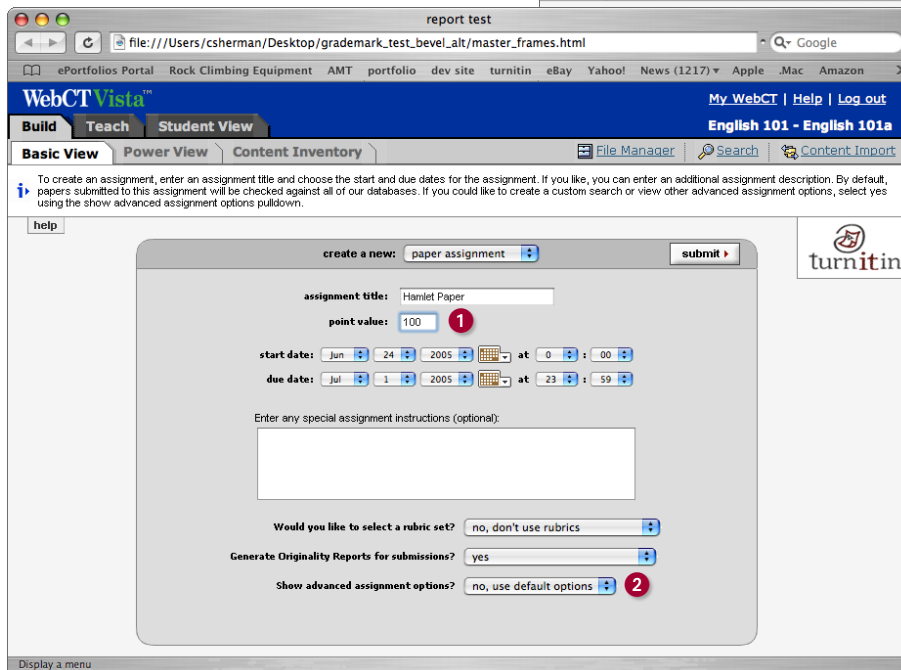 report test
file:///Users/csherman/Desktop/grademark_test_bevel_alt/master_frames.html
Google
ePortfolios Portal Rock Climbing Equipment AMT portfolio dev site turnitin eBay Yahoo! News (1217) Apple .Mac Amazon
WebCT Vista™ My WebCT | Help | Log out
Build Teach Student View English 101 - English 101a
Basic View Power View Content Inventory File Manager Search Content Import
To create an assignment, enter an assignment title and choose the start and due dates for the assignment. If you like, you can enter an additional assignment description. By default,
papers submitted to this assignment will be checked against all of our databases. If you could like to create a custom search or view other advanced assignment options, select yes
using the show advanced assignment options pulldown.
help
turnitin
create a new: paper assignment submit
assignment title: Hamlet Paper
point value: 100 1
start date: Jun 24 2005 at 0 : 00
due date: Jul 1 2005 at 23 : 59
Enter any special assignment instructions (optional):
Would you like to select a rubric set? no, don't use rubrics
Generate Originality Reports for submissions? yes
Show advanced assignment options? no, use default options 2
Display a menu